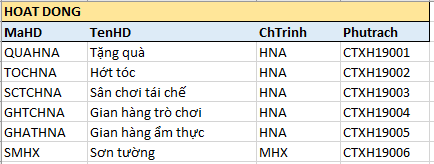 HOAT DONG
MaHD TenHD ChTrinh Phutrach
QUAHNA Tặng quà HNA CTXH19001
TOCHNA Hớt tóc HNA CTXH19002
SCTCHNA Sân chơi tái chế HNA CTXH19003
GHTCHNA Gian hàng trò chơi HNA CTXH19004
GHATHNA Gian hàng ẩm thực HNA CTXH19005
SMHX Sơn tường MHX CTXH19006